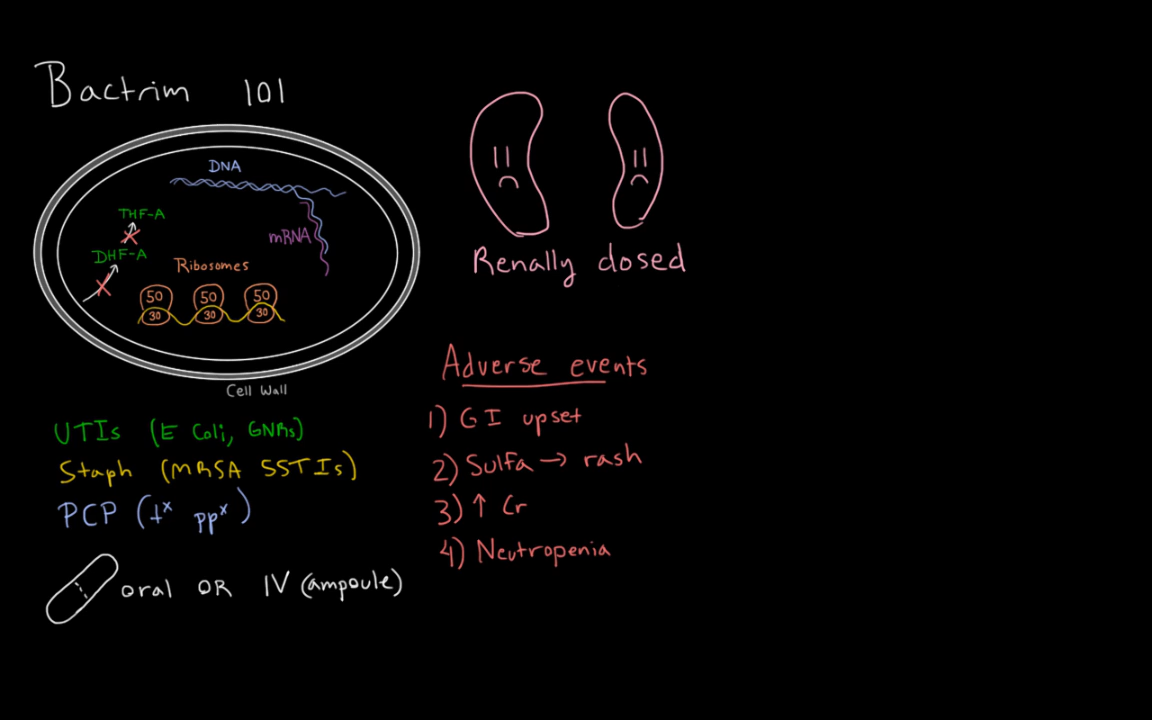 Bactrim 101
DNA
THF-A
mRNA
DHF-A
Ribosomes
50 50 50
30 30 30
Cell Wall
UTIs (E Coli, GNRs)
Staph (MRSA SSTIs)
PCP (tx ppx)
oral OR IV (ampoule)
Renally dosed
Adverse events
1) GI upset
2) Sulfa → rash
3) ↑ Cr
4) Neutropenia